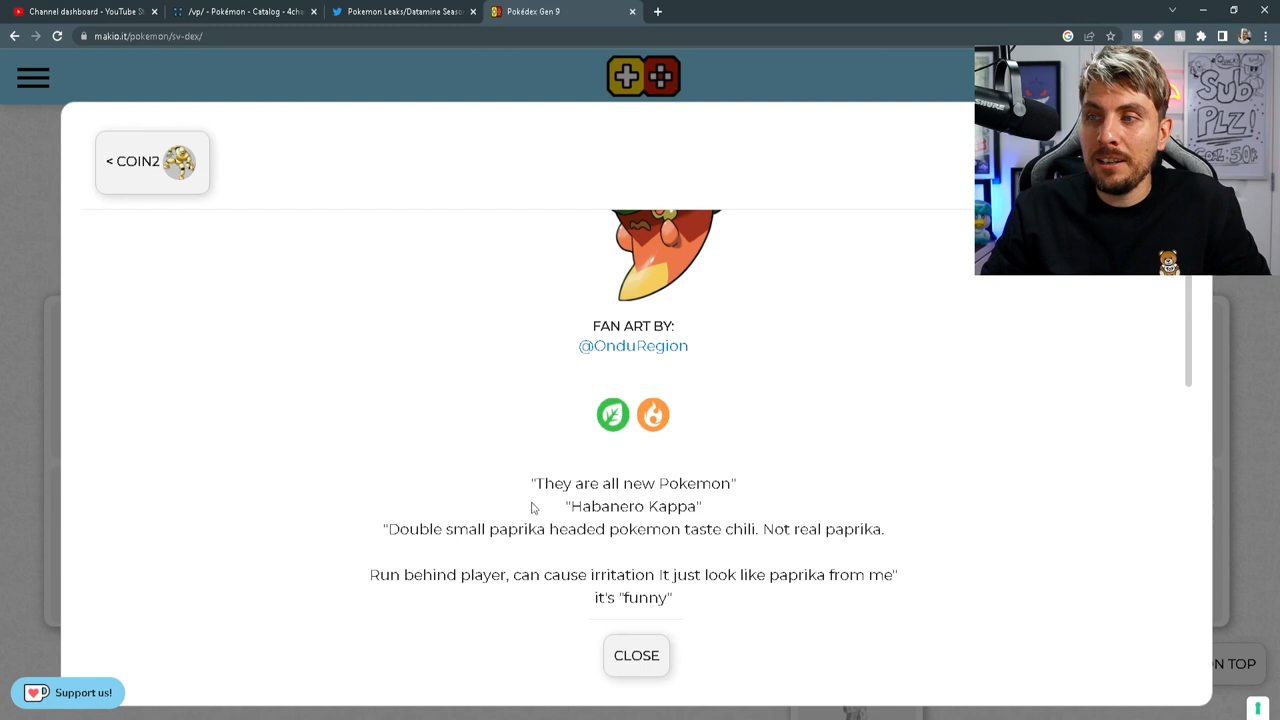 Channel dashboard - YouTube St
/vp/ - Pokémon - Catalog - 4cha
Pokemon Leaks/Datamine Seaso
Pokédex Gen 9
makio.it/pokemon/sv-dex/
SHURE
SUB
PLZ!
GOAL: 50K
< COIN2
FAN ART BY:
@OnduRegion
"They are all new Pokemon"
"Habanero Kappa"
"Double small paprika headed pokemon taste chili. Not real paprika.
Run behind player, can cause irritation It just look like paprika from me"
it's "funny"
CLOSE
Support us!
N TOP